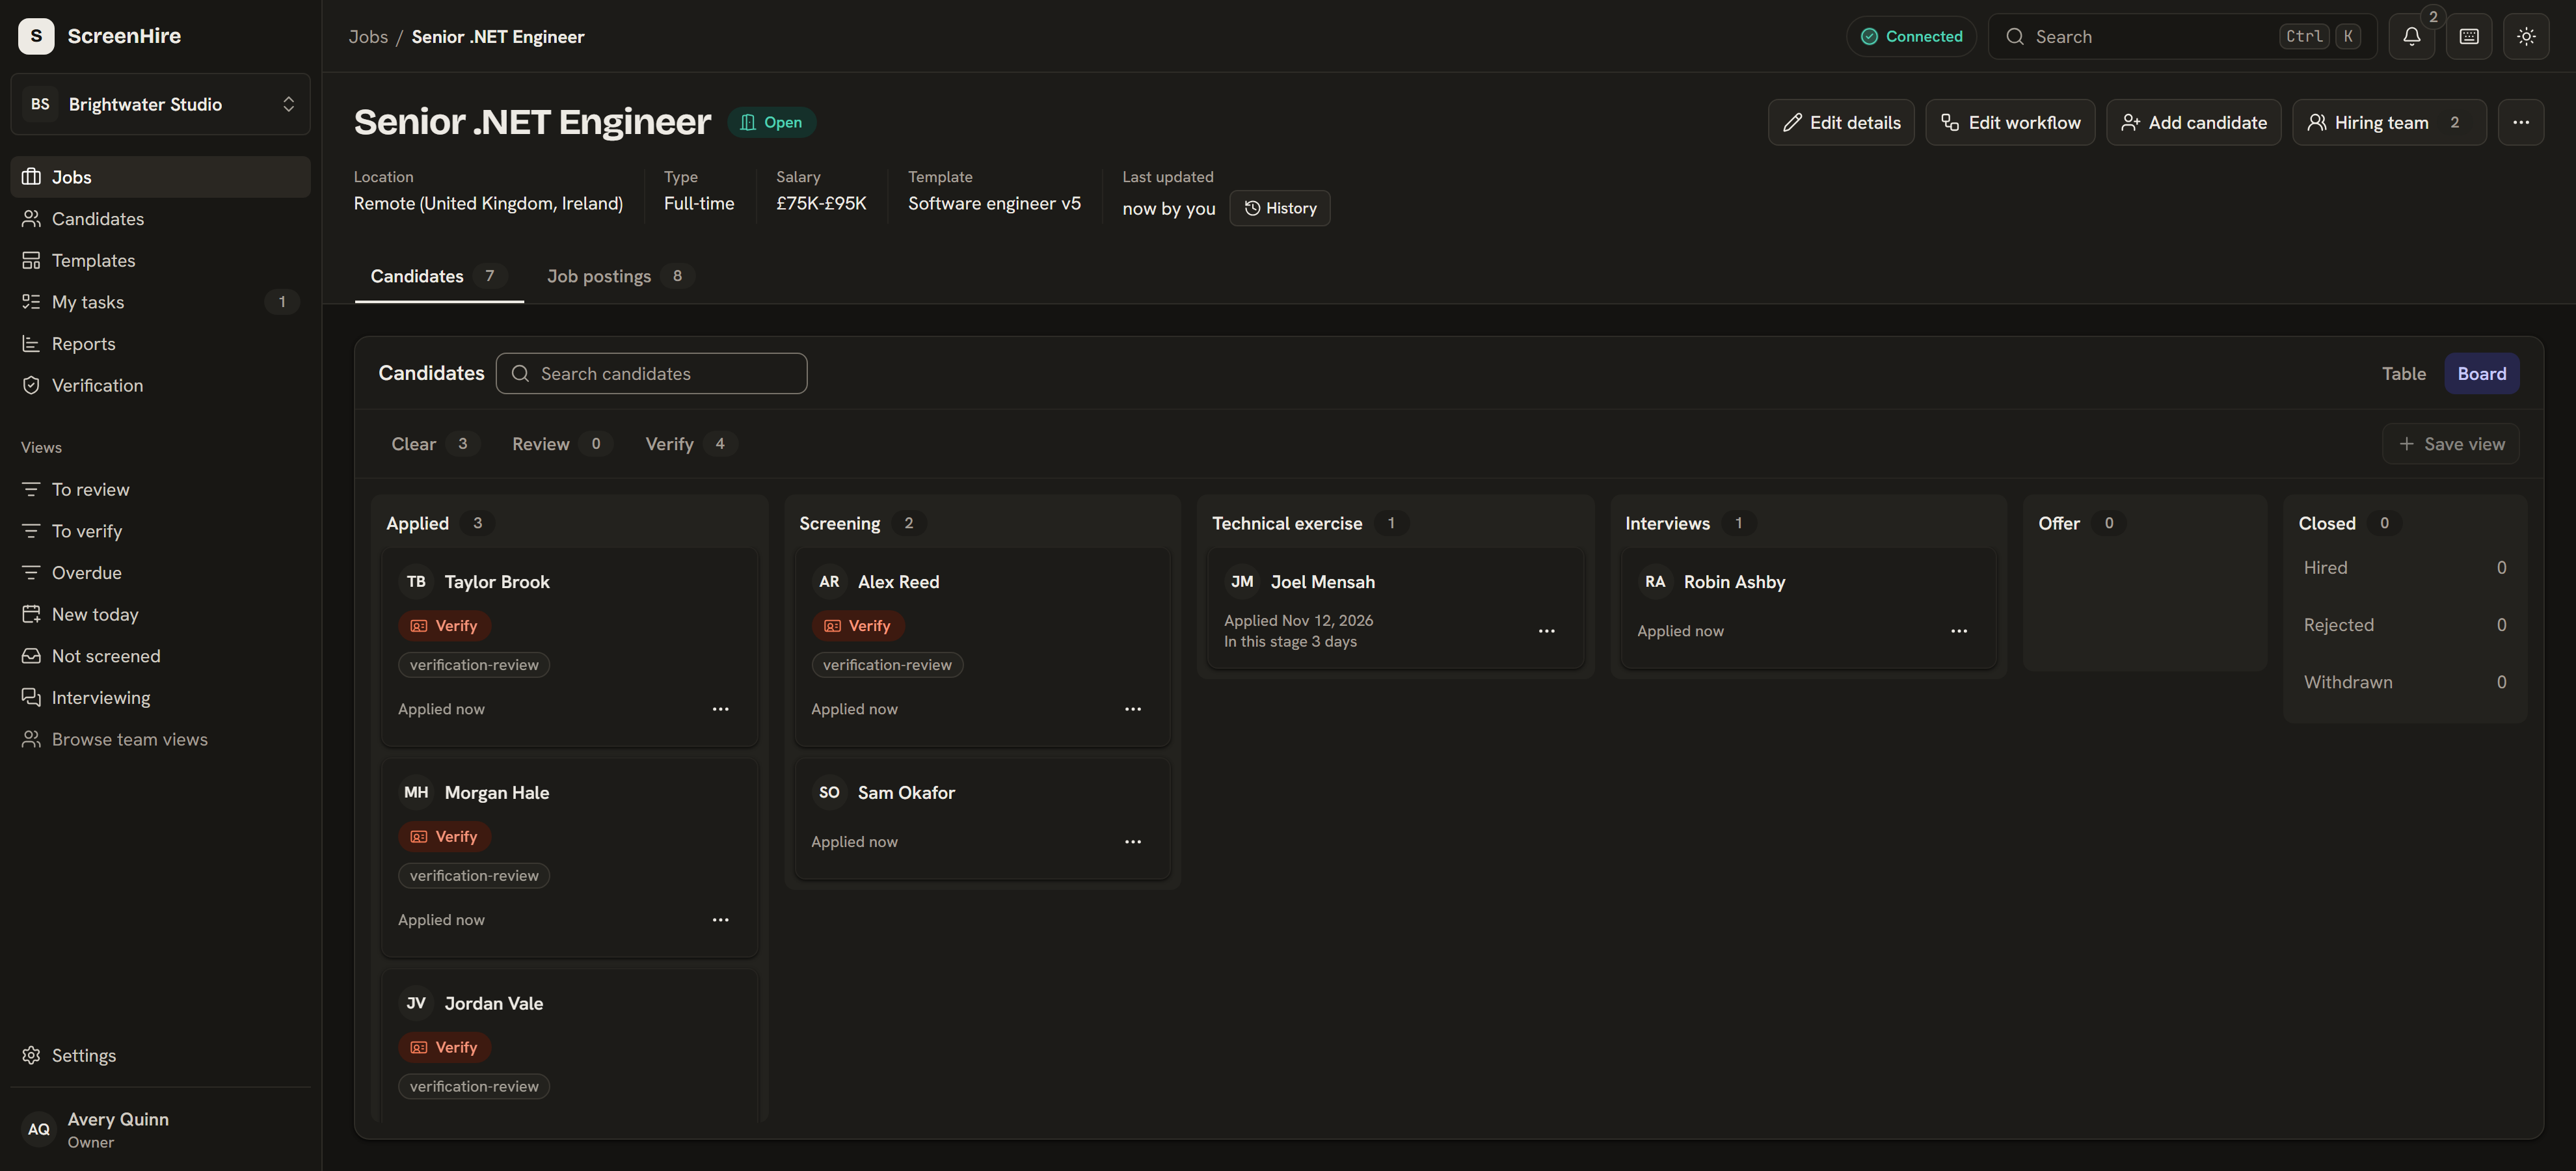 S ScreenHire
BS Brightwater Studio
Jobs
Candidates
Templates
My tasks 1
Reports
Verification
Views
To review
To verify
Overdue
New today
Not screened
Interviewing
Browse team views
Settings
AQ Avery Quinn
Owner
Jobs / Senior .NET Engineer
Connected
Search Ctrl K
2
Senior .NET Engineer Open
Edit details
Edit workflow
Add candidate
Hiring team 2
Location
Remote (United Kingdom, Ireland)
Type
Full-time
Salary
£75K-£95K
Template
Software engineer v5
Last updated
now by you History
Candidates 7
Job postings 8
Candidates
Search candidates
Table Board
Clear 3
Review 0
Verify 4
Save view
Applied 3
TB Taylor Brook
Verify
verification-review
Applied now
MH Morgan Hale
Verify
verification-review
Applied now
JV Jordan Vale
Verify
verification-review
Screening 2
AR Alex Reed
Verify
verification-review
Applied now
SO Sam Okafor
Applied now
Technical exercise 1
JM Joel Mensah
Applied Nov 12, 2026
In this stage 3 days
Interviews 1
RA Robin Ashby
Applied now
Offer 0
Closed 0
Hired 0
Rejected 0
Withdrawn 0